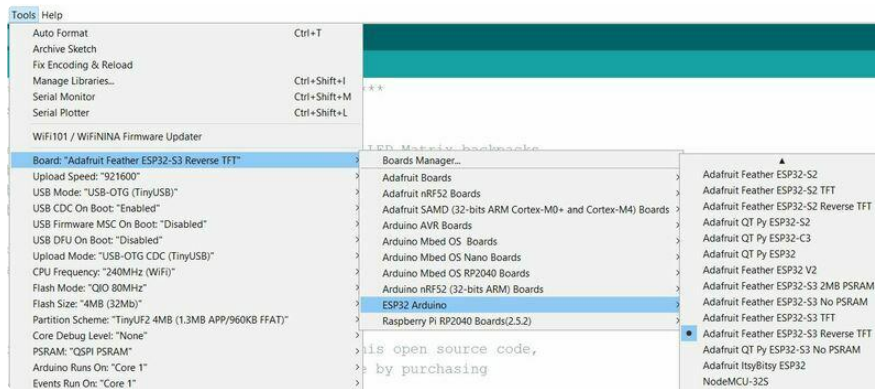 Tools Help
Auto Format Ctrl+T
Archive Sketch
Fix Encoding & Reload
Manage Libraries... Ctrl+Shift+I
Serial Monitor Ctrl+Shift+M
Serial Plotter Ctrl+Shift+L
WiFi101 / WiFiNINA Firmware Updater
Board: "Adafruit Feather ESP32-S3 Reverse TFT"
Upload Speed: "921600"
USB Mode: "USB-OTG (TinyUSB)"
USB CDC On Boot: "Enabled"
USB Firmware MSC On Boot: "Disabled"
USB DFU On Boot: "Disabled"
Upload Mode: "USB-OTG CDC (TinyUSB)"
CPU Frequency: "240MHz (WiFi)"
Flash Mode: "QIO 80MHz"
Flash Size: "4MB (32Mb)"
Partition Scheme: "TinyUF2 4MB (1.3MB APP/960KB FFAT)"
Core Debug Level: "None"
PSRAM: "QSPI PSRAM"
Arduino Runs On: "Core 1"
Events Run On: "Core 1"
***
LED Matrix backpacks
Boards Manager...
Adafruit Boards
Adafruit nRF52 Boards
Adafruit SAMD (32-bits ARM Cortex-M0+ and Cortex-M4) Boards
Arduino AVR Boards
Arduino Mbed OS Boards
Arduino Mbed OS Nano Boards
Arduino Mbed OS RP2040 Boards
Arduino nRF52 (32-bits ARM) Boards
ESP32 Arduino
Raspberry Pi RP2040 Boards(2.5.2)
his open source code,
e by purchasing
Adafruit Feather ESP32-S2
Adafruit Feather ESP32-S2 TFT
Adafruit Feather ESP32-S2 Reverse TFT
Adafruit QT Py ESP32-S2
Adafruit QT Py ESP32-C3
Adafruit QT Py ESP32
Adafruit Feather ESP32 V2
Adafruit Feather ESP32-S3 2MB PSRAM
Adafruit Feather ESP32-S3 No PSRAM
Adafruit Feather ESP32-S3 TFT
Adafruit Feather ESP32-S3 Reverse TFT
Adafruit QT Py ESP32-S3 No PSRAM
Adafruit ItsyBitsy ESP32
NodeMCU-32S